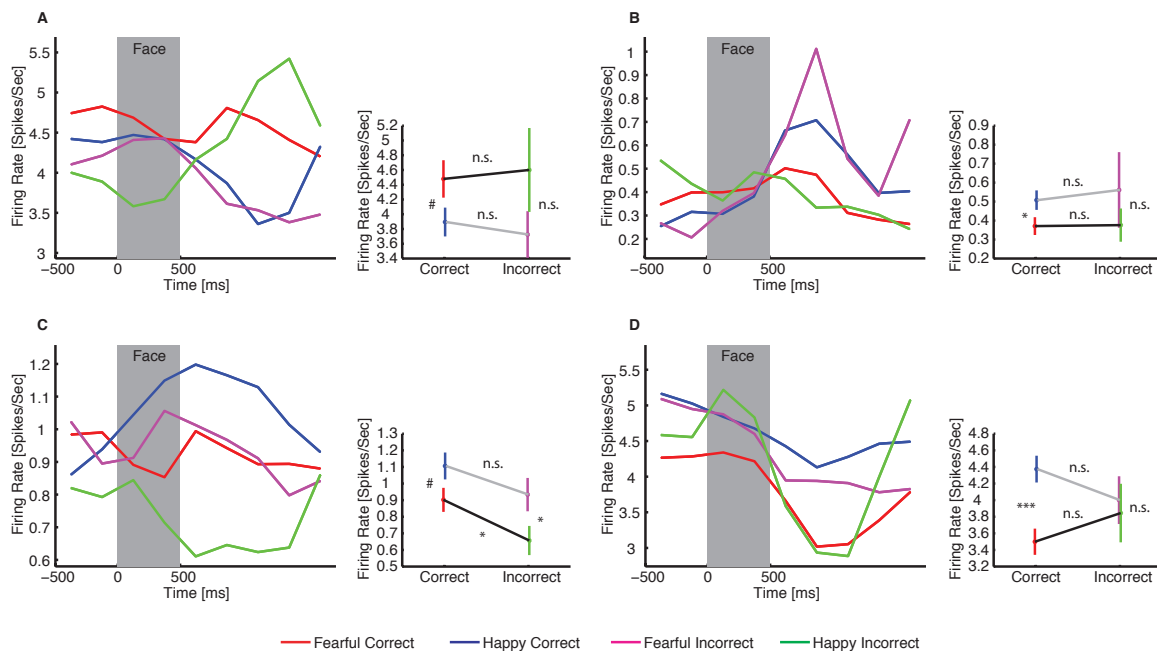 A
Face
5.5
5
4.5
4
3.5
3
Firing Rate [Spikes/Sec]
−500 0 500
Time [ms]
5.2
5
4.8
4.6
4.4
4.2
4
3.8
3.6
3.4
Firing Rate [Spikes/Sec]
n.s.
#
n.s.
n.s.
Correct Incorrect
B
Face
1
0.9
0.8
0.7
0.6
0.5
0.4
0.3
0.2
Firing Rate [Spikes/Sec]
−500 0 500
Time [ms]
0.9
0.8
0.7
0.6
0.5
0.4
0.3
0.2
Firing Rate [Spikes/Sec]
n.s.
*
n.s.
n.s.
Correct Incorrect
C
Face
1.2
1.1
1
0.9
0.8
0.7
0.6
Firing Rate [Spikes/Sec]
−500 0 500
Time [ms]
1.3
1.2
1.1
1
0.9
0.8
0.7
0.6
0.5
Firing Rate [Spikes/Sec]
n.s.
#
*
*
Correct Incorrect
D
Face
5.5
5
4.5
4
3.5
3
Firing Rate [Spikes/Sec]
−500 0 500
Time [ms]
4.8
4.6
4.4
4.2
4
3.8
3.6
3.4
3.2
Firing Rate [Spikes/Sec]
n.s.
***
n.s.
n.s.
Correct Incorrect
Fearful Correct Happy Correct Fearful Incorrect Happy Incorrect